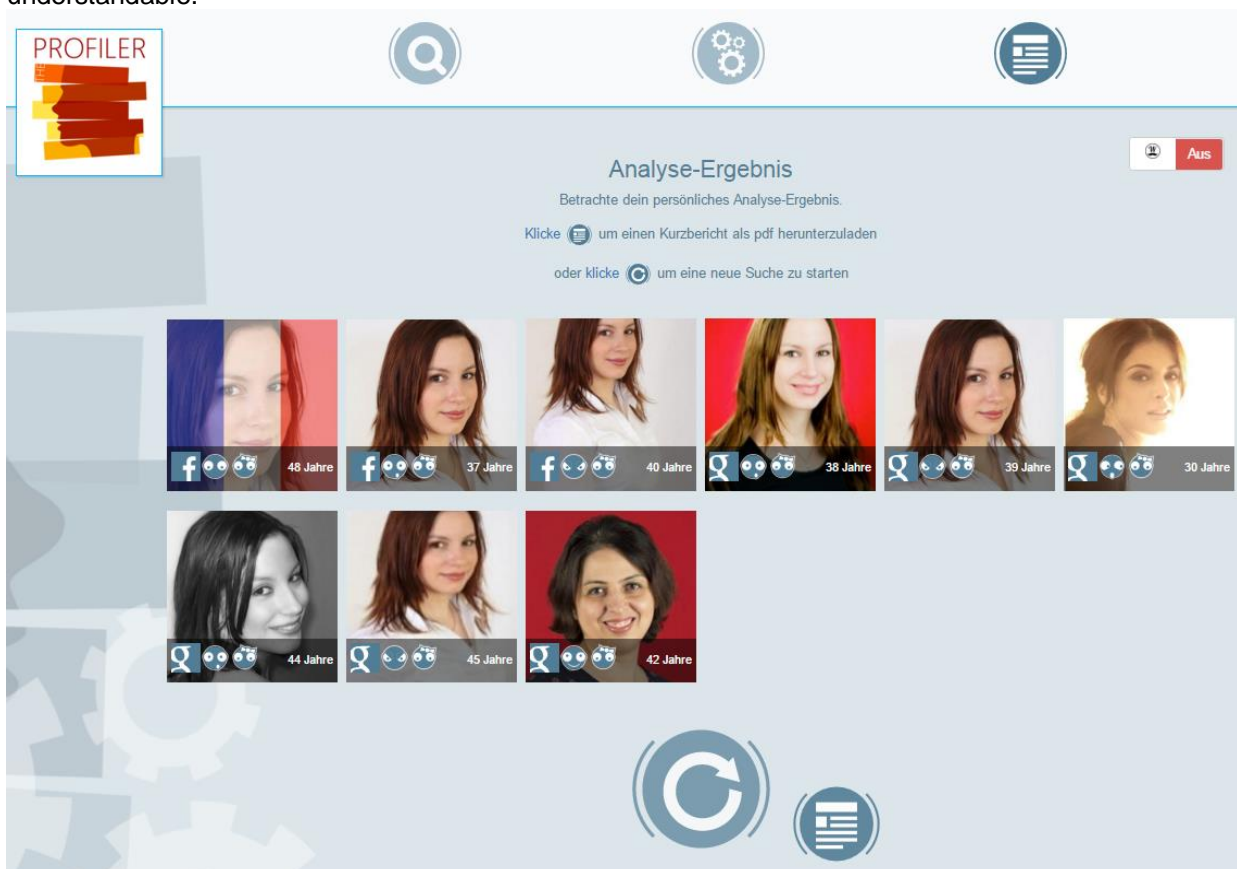 understandable.
PROFILER
THE
Analyse-Ergebnis
Aus
Betrachte dein persönliches Analyse-Ergebnis.
Klicke um einen Kurzbericht als pdf herunterzuladen
oder klicke um eine neue Suche zu starten
f 48 Jahre
f 37 Jahre
f 40 Jahre
g 38 Jahre
g 39 Jahre
g 30 Jahre
g 44 Jahre
g 45 Jahre
g 42 Jahre